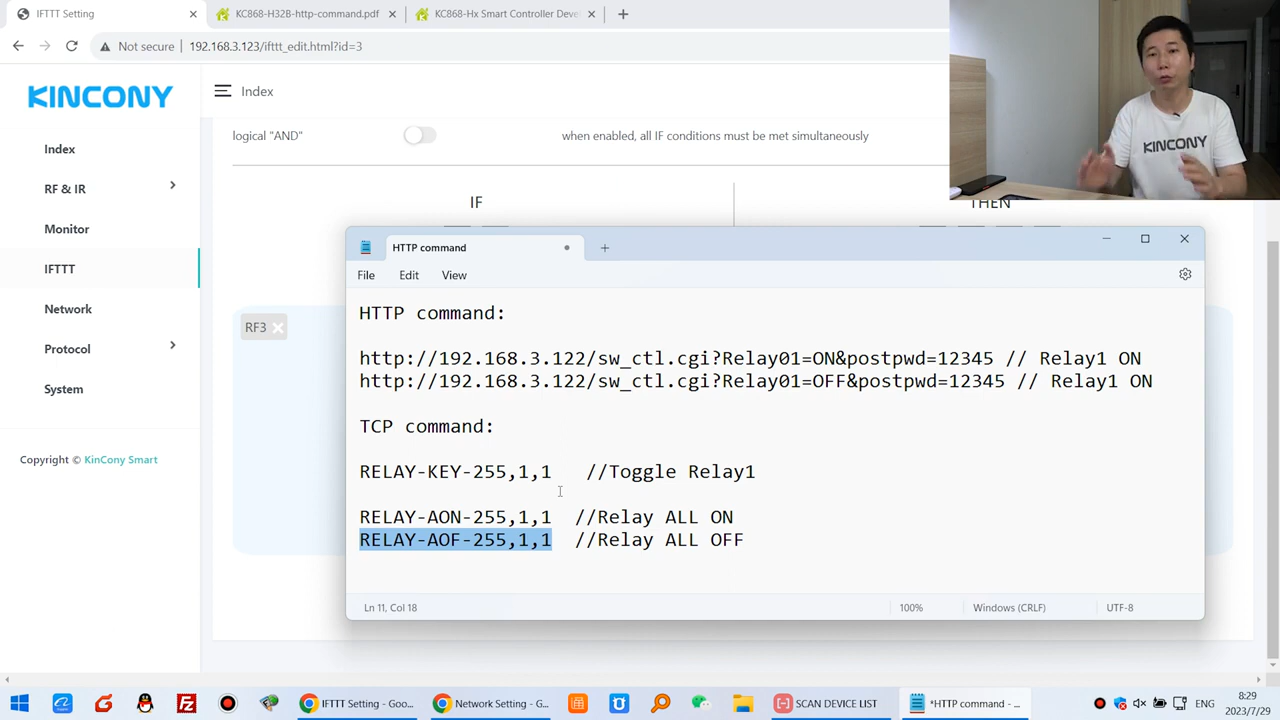 IFTTT Setting
KC868-H32B-http-command.pdf
KC868-Hx Smart Controller Deve
Not secure
192.168.3.123/ifttt_edit.html?id=3
KINCONY
Index
Index
RF & IR
Monitor
IFTTT
Network
Protocol
System
Copyright © KinCony Smart
logical "AND"
when enabled, all IF conditions must be met simultaneously
IF
THEN
RF3
KINCONY
HTTP command
File
Edit
View
HTTP command:
http://192.168.3.122/sw_ctl.cgi?Relay01=ON&postpwd=12345 // Relay1 ON
http://192.168.3.122/sw_ctl.cgi?Relay01=OFF&postpwd=12345 // Relay1 ON
TCP command:
RELAY-KEY-255,1,1 //Toggle Relay1
RELAY-AON-255,1,1 //Relay ALL ON
RELAY-AOF-255,1,1 //Relay ALL OFF
Ln 11, Col 18
100%
Windows (CRLF)
UTF-8
IFTTT Setting - Goo...
Network Setting - G...
SCAN DEVICE LIST
*HTTP command - ...
ENG
8:29
2023/7/29